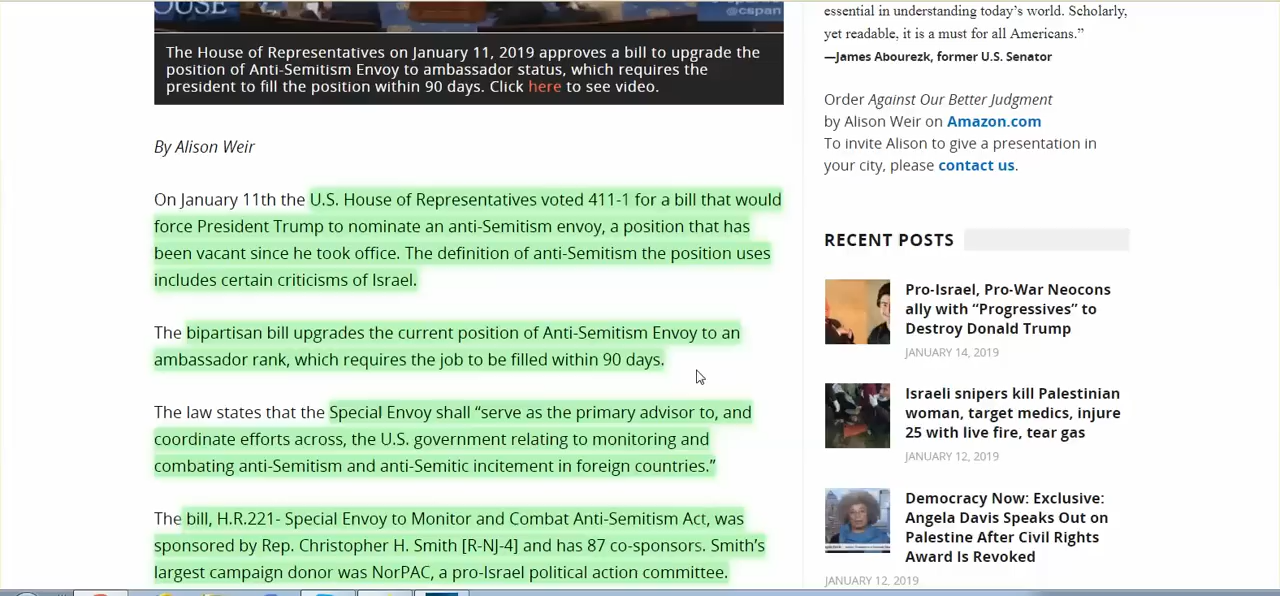 OUSE
@cspan
The House of Representatives on January 11, 2019 approves a bill to upgrade the
position of Anti-Semitism Envoy to ambassador status, which requires the
president to fill the position within 90 days. Click here to see video.
By Alison Weir
On January 11th the U.S. House of Representatives voted 411-1 for a bill that would
force President Trump to nominate an anti-Semitism envoy, a position that has
been vacant since he took office. The definition of anti-Semitism the position uses
includes certain criticisms of Israel.
The bipartisan bill upgrades the current position of Anti-Semitism Envoy to an
ambassador rank, which requires the job to be filled within 90 days.
The law states that the Special Envoy shall “serve as the primary advisor to, and
coordinate efforts across, the U.S. government relating to monitoring and
combating anti-Semitism and anti-Semitic incitement in foreign countries.”
The bill, H.R.221- Special Envoy to Monitor and Combat Anti-Semitism Act, was
sponsored by Rep. Christopher H. Smith [R-NJ-4] and has 87 co-sponsors. Smith’s
largest campaign donor was NorPAC, a pro-Israel political action committee.
essential in understanding today’s world. Scholarly,
yet readable, it is a must for all Americans.”
—James Abourezk, former U.S. Senator
Order Against Our Better Judgment
by Alison Weir on Amazon.com
To invite Alison to give a presentation in
your city, please contact us.
RECENT POSTS
Pro-Israel, Pro-War Neocons
ally with “Progressives” to
Destroy Donald Trump
JANUARY 14, 2019
Israeli snipers kill Palestinian
woman, target medics, injure
25 with live fire, tear gas
JANUARY 12, 2019
Democracy Now: Exclusive:
Angela Davis Speaks Out on
Palestine After Civil Rights
Award Is Revoked
JANUARY 12, 2019